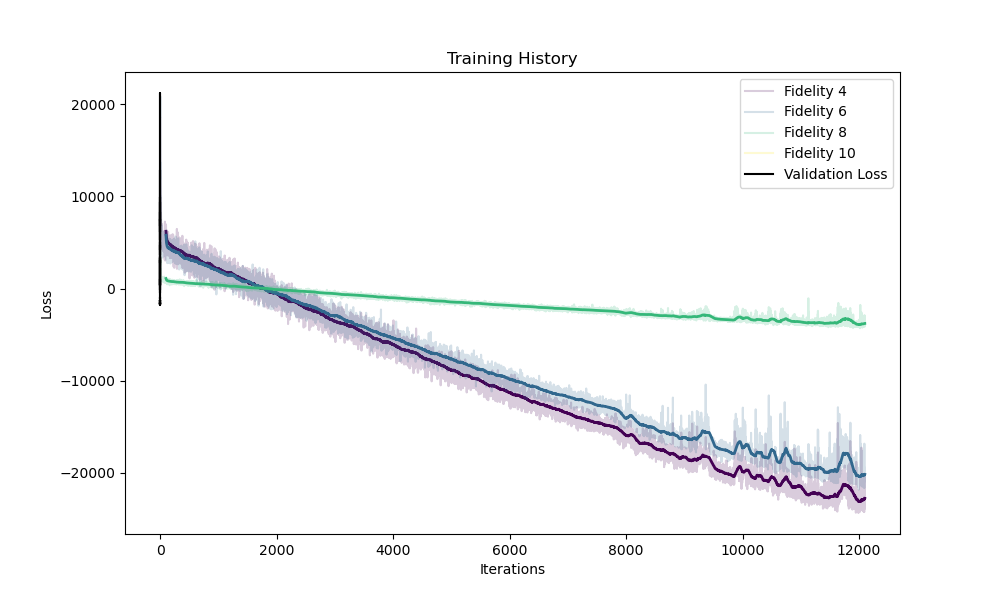 Training History
Fidelity 4
Fidelity 6
Fidelity 8
Fidelity 10
Validation Loss
20000
10000
0
−10000
−20000
Loss
0 2000 4000 6000 8000 10000 12000
Iterations